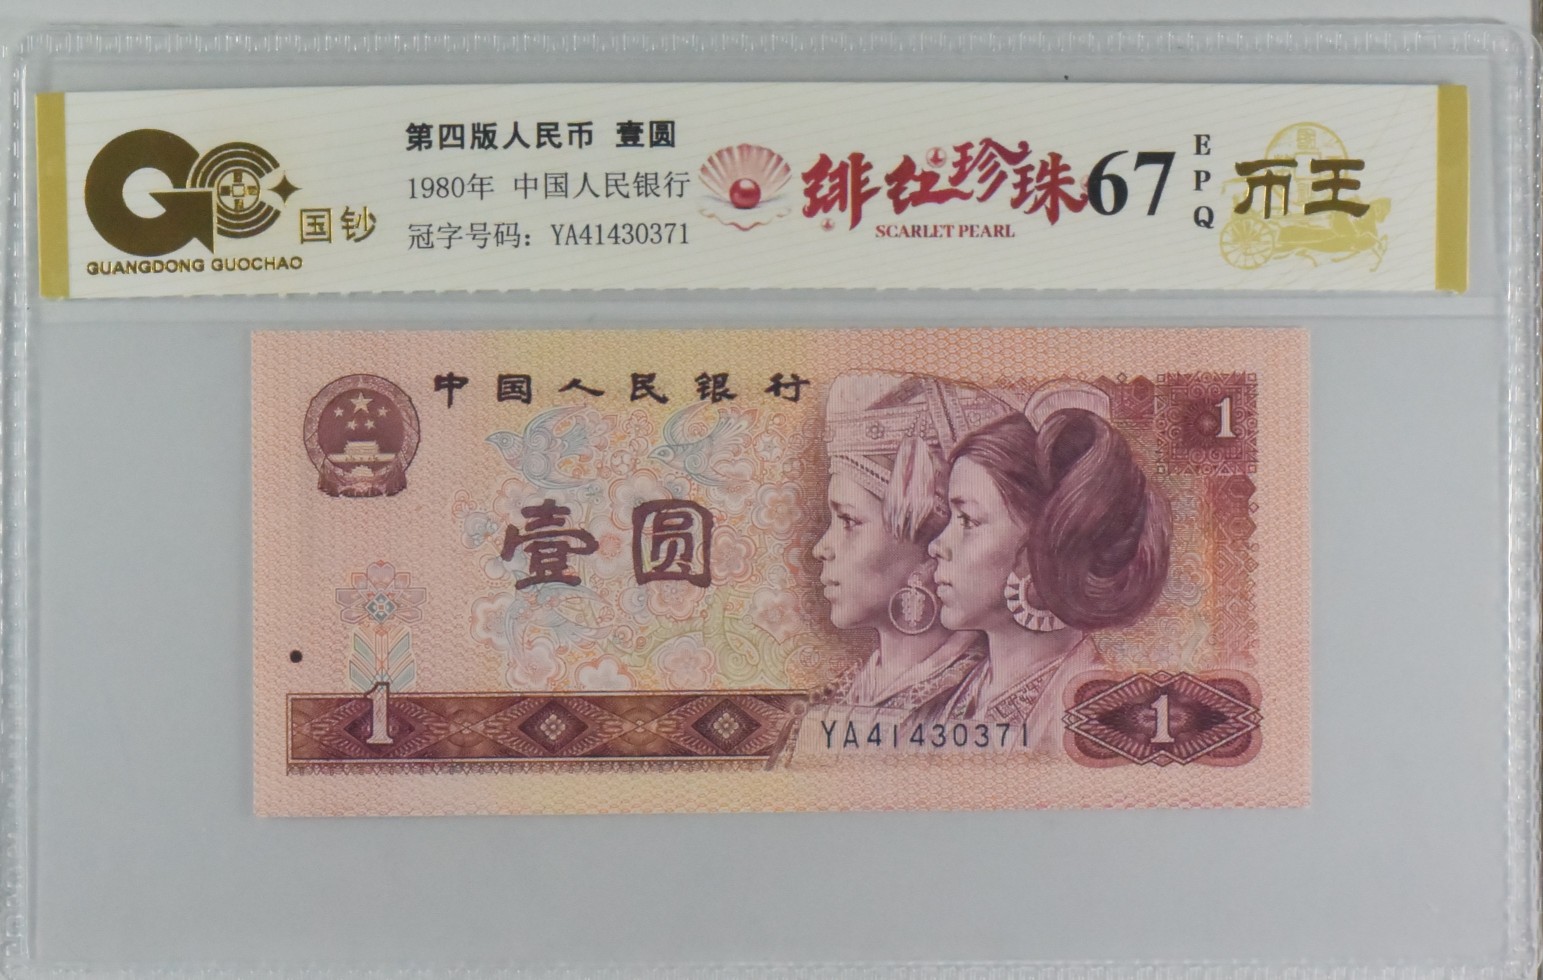 国钞
GUANGDONG GUOCHAO
第四版人民币 壹圆
1980年 中国人民银行
冠字号码：YA41430371
绯红珍珠
SCARLET PEARL
67
EPQ
币王
中国人民银行
1
壹圆
1
YA41430371
1